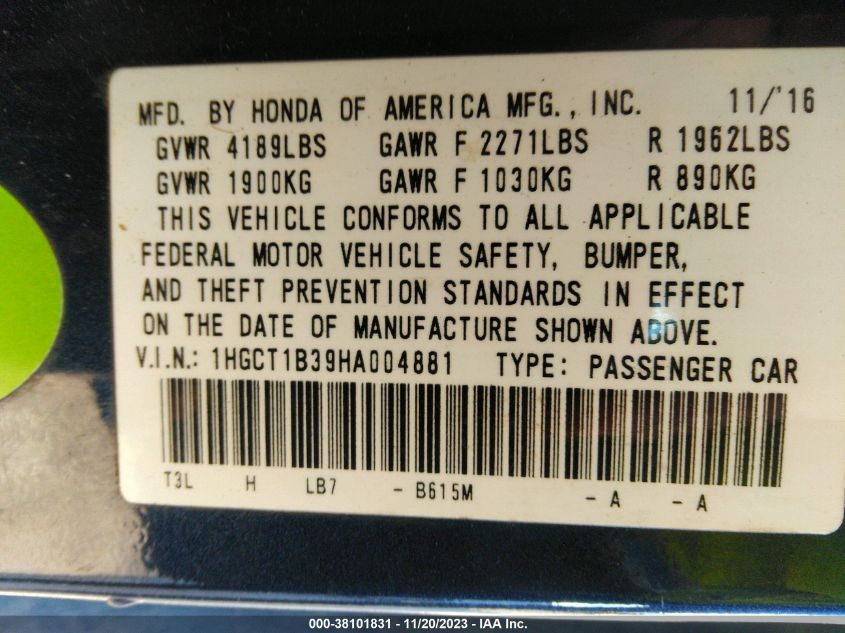 MFD. BY HONDA OF AMERICA MFG., INC. 11/'16
GVWR 4189LBS GAWR F 2271LBS R 1962LBS
GVWR 1900KG GAWR F 1030KG R 890KG
THIS VEHICLE CONFORMS TO ALL APPLICABLE
FEDERAL MOTOR VEHICLE SAFETY, BUMPER,
AND THEFT PREVENTION STANDARDS IN EFFECT
ON THE DATE OF MANUFACTURE SHOWN ABOVE.
V.I.N.: 1HGCT1B39HA004881 TYPE: PASSENGER CAR
T3L H LB7 - B615M - A - A
000-38101831 - 11/20/2023 - IAA Inc.